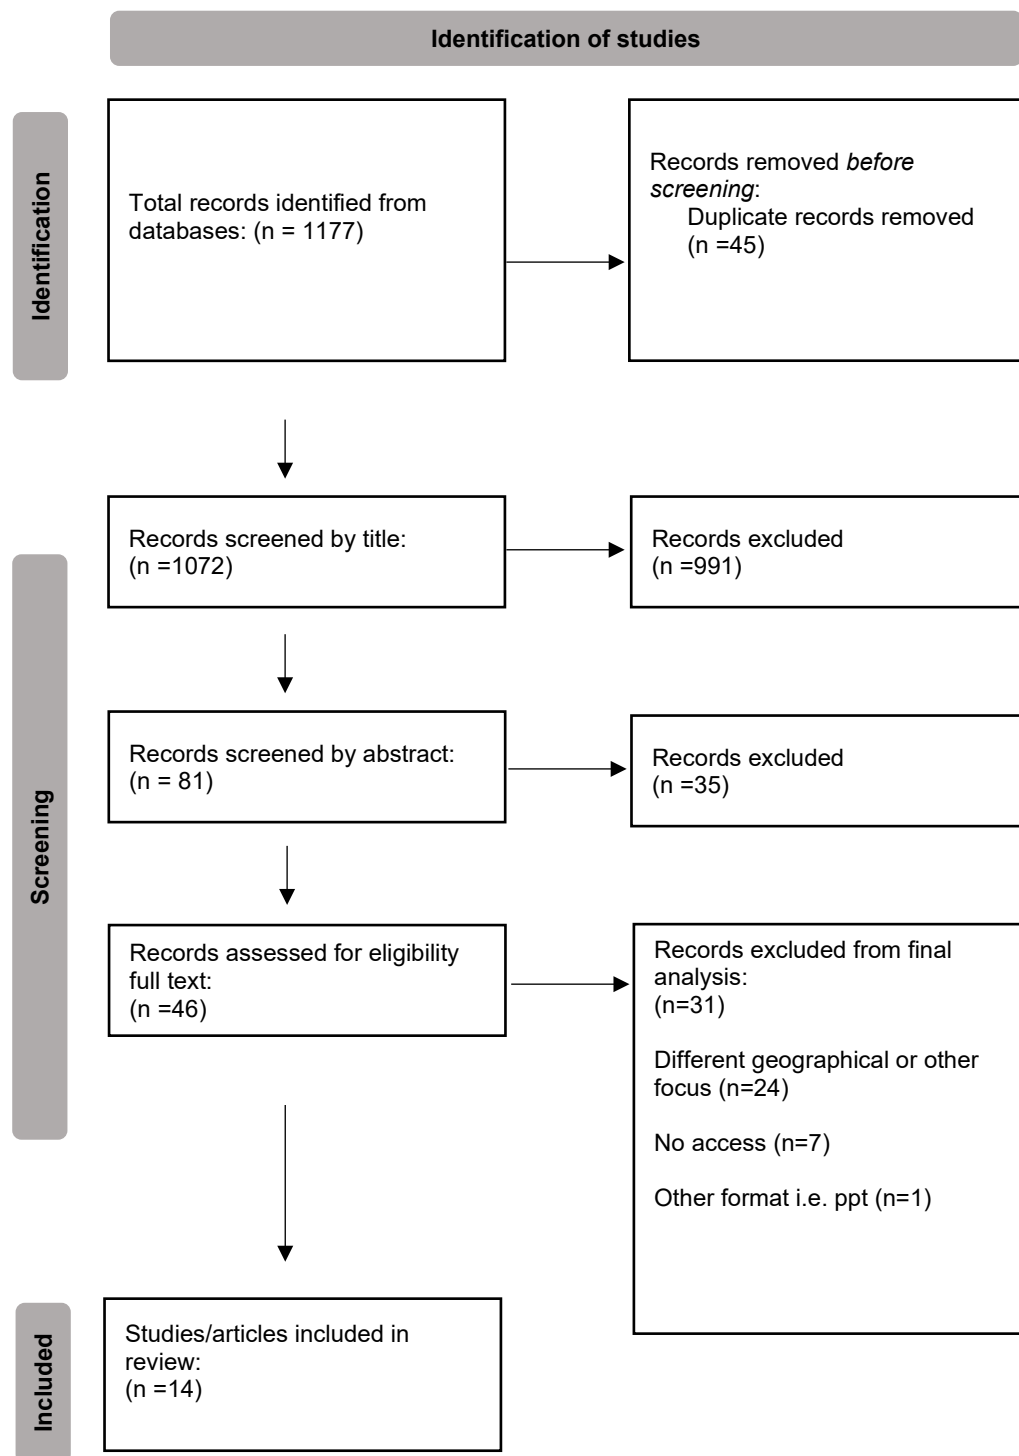 Identification of studies
Identification
Total records identified from
databases: (n = 1177)
Records removed before
screening:
Duplicate records removed
(n =45)
Screening
Records screened by title:
(n =1072)
Records excluded
(n =991)
Records screened by abstract:
(n = 81)
Records excluded
(n =35)
Records assessed for eligibility
full text:
(n =46)
Records excluded from final
analysis:
(n=31)
Different geographical or other
focus (n=24)
No access (n=7)
Other format i.e. ppt (n=1)
Included
Studies/articles included in
review:
(n =14)